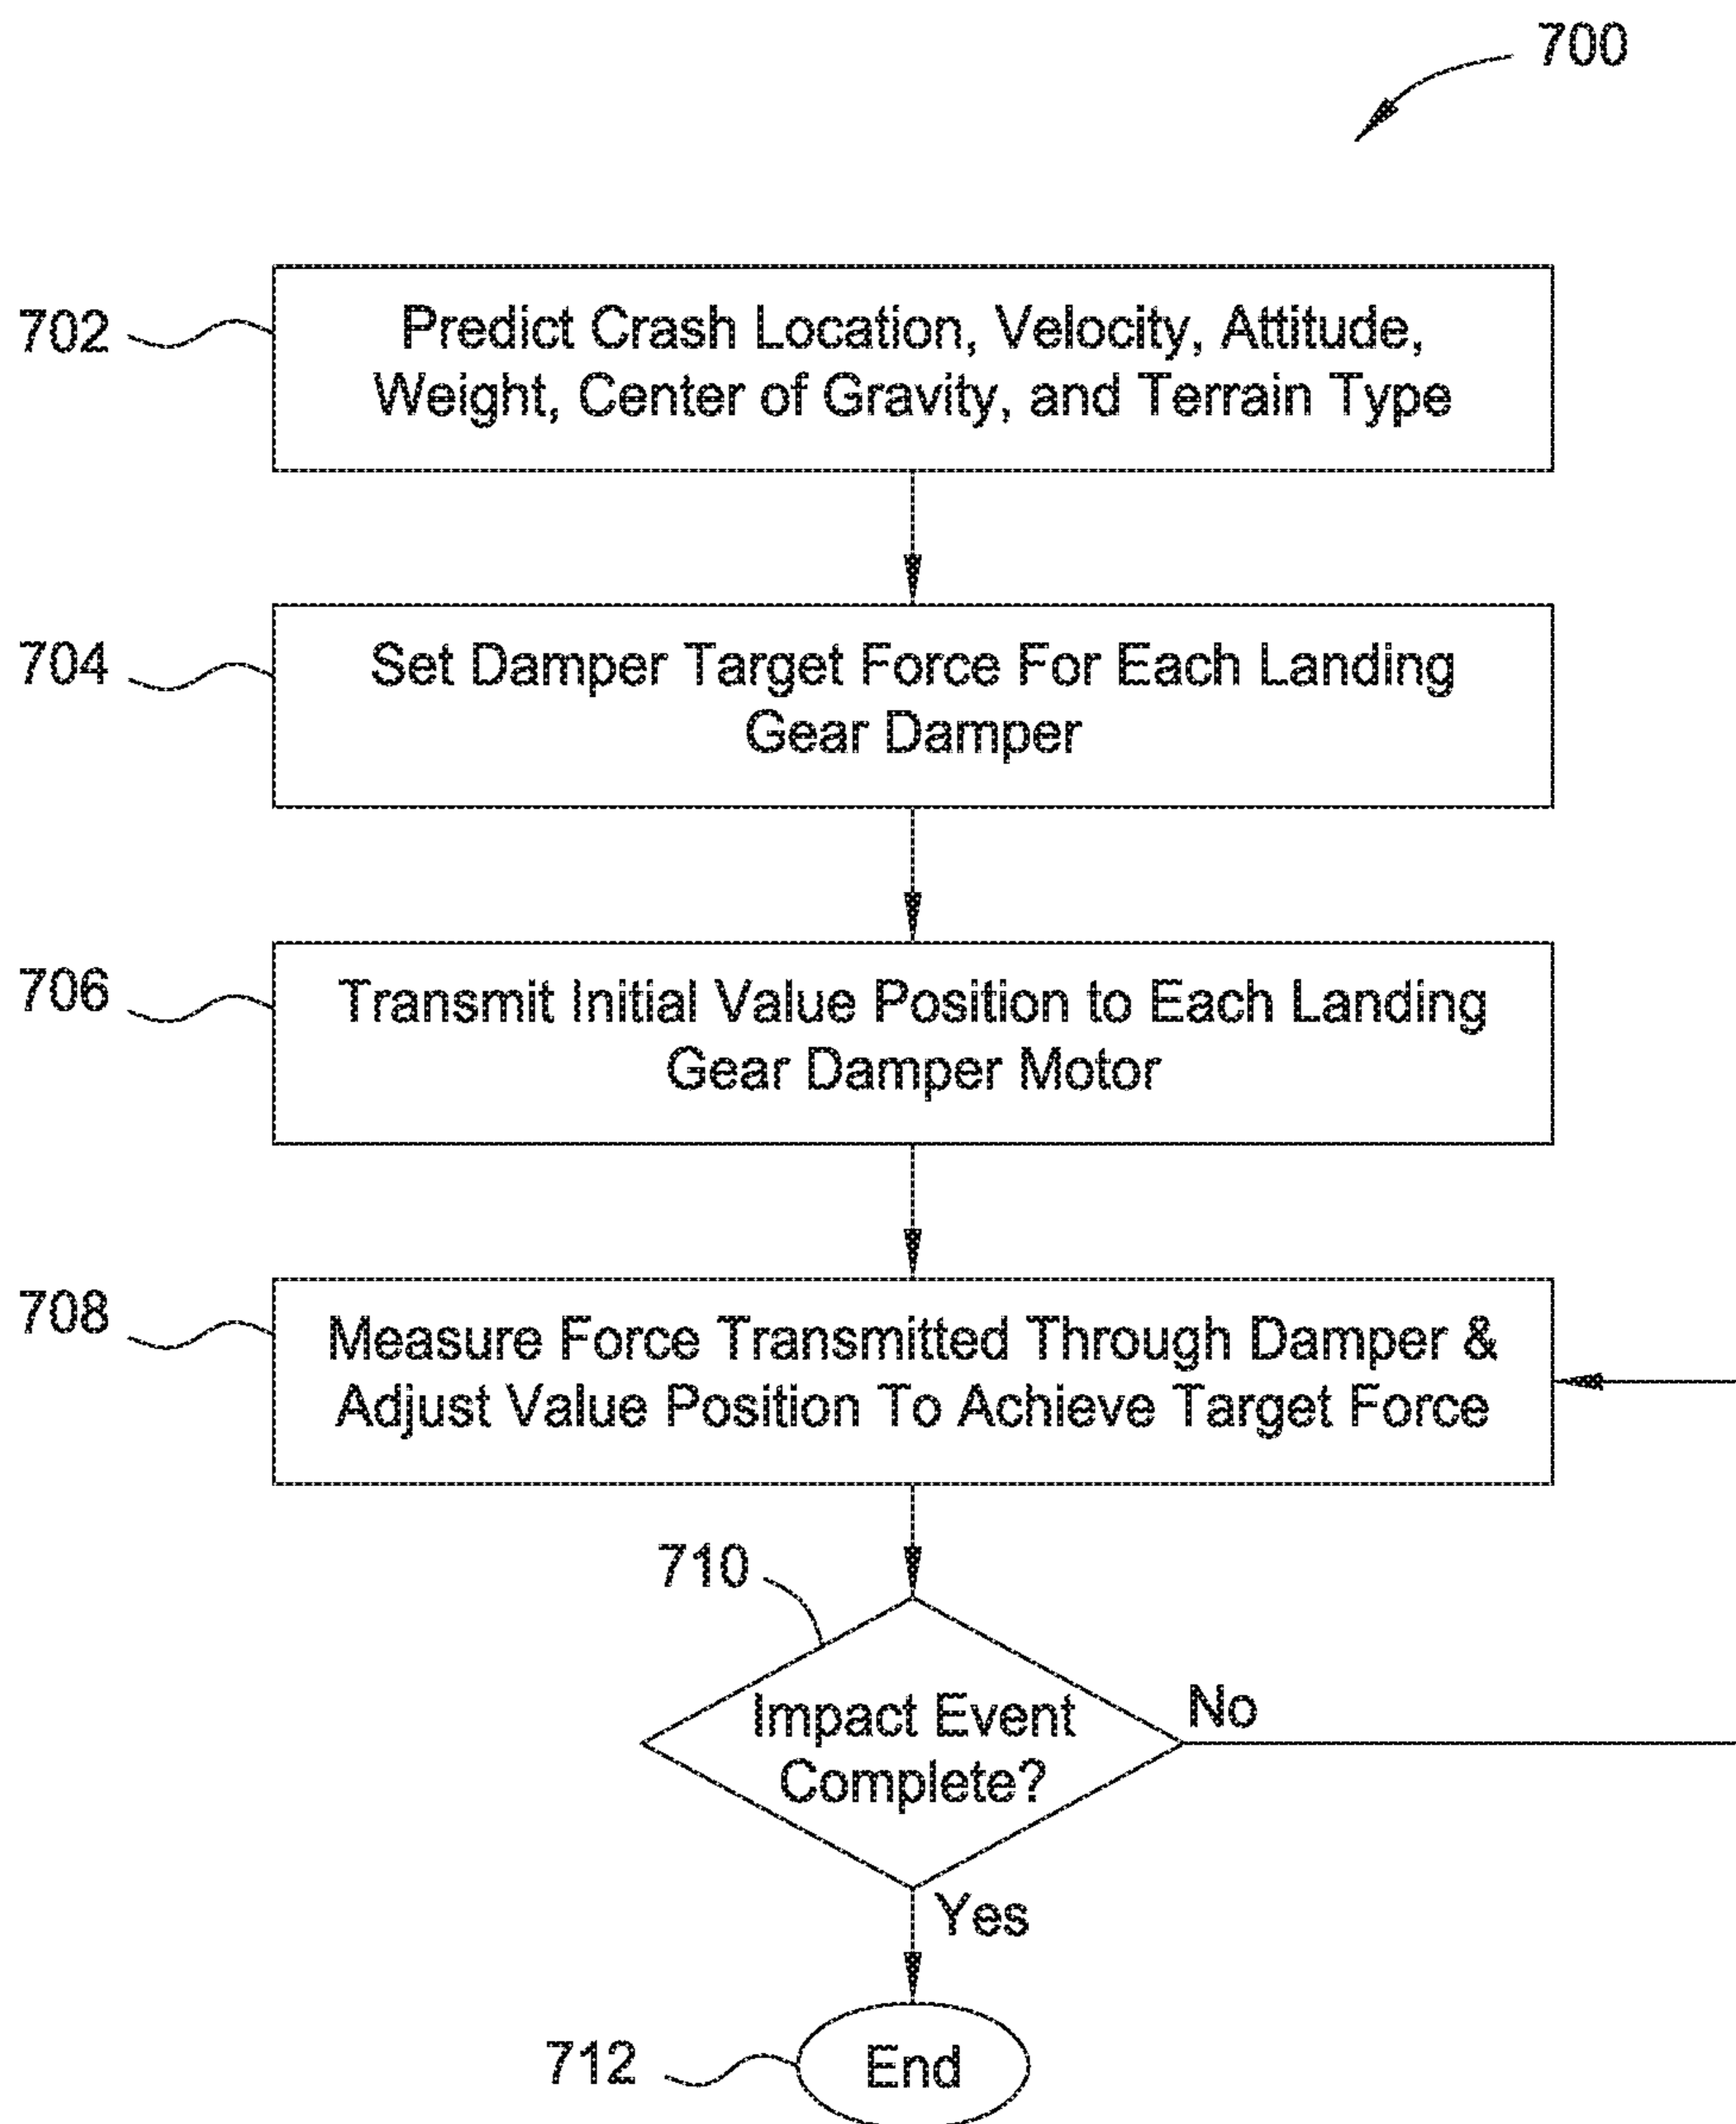 700
702
Predict Crash Location, Velocity, Attitude,
Weight, Center of Gravity, and Terrain Type
704
Set Damper Target Force For Each Landing
Gear Damper
706
Transmit Initial Value Position to Each Landing
Gear Damper Motor
708
Measure Force Transmitted Through Damper &
Adjust Value Position To Achieve Target Force
710
Impact Event
Complete?
No
Yes
712
End